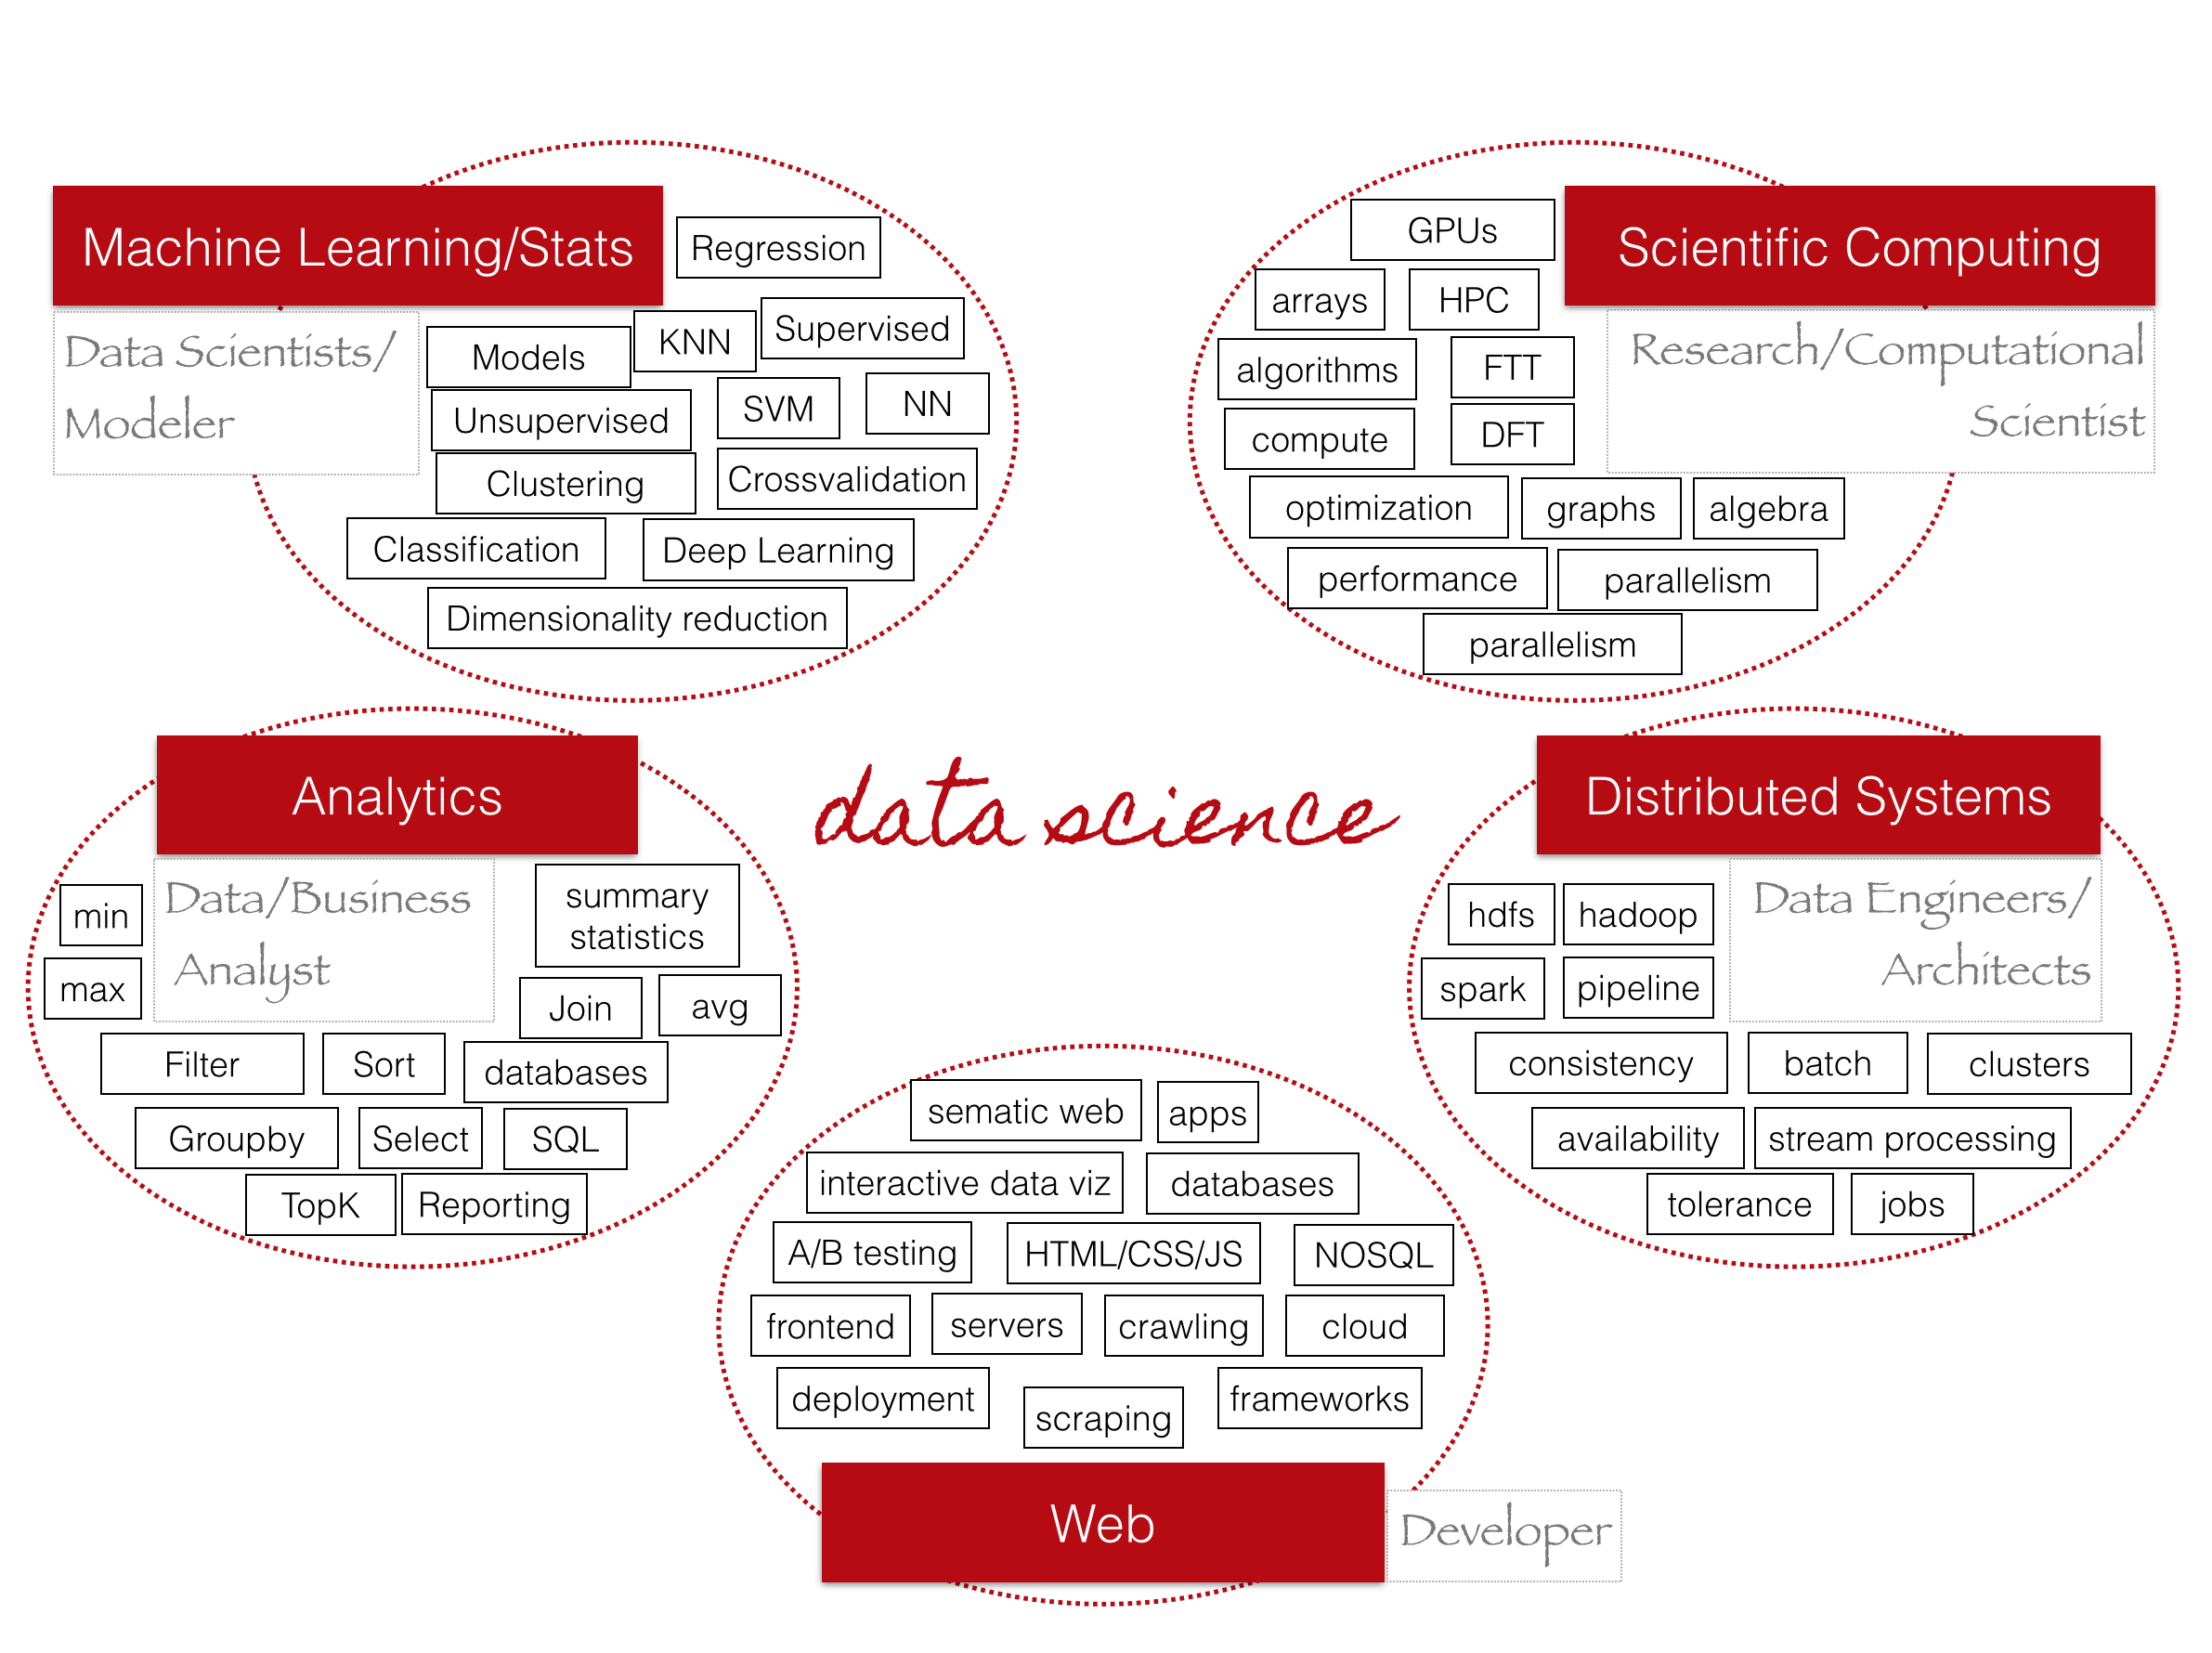 Machine Learning/Stats
Data Scientists/
Modeler
Regression
Supervised
KNN
Models
Unsupervised
SVM
NN
Clustering
Crossvalidation
Classification
Deep Learning
Dimensionality reduction
Scientific Computing
Research/Computational
Scientist
GPUs
arrays
HPC
algorithms
FTT
compute
DFT
optimization
graphs
algebra
performance
parallelism
parallelism
data science
Analytics
Data/Business
Analyst
min
max
summary
statistics
Join
avg
Filter
Sort
databases
Groupby
Select
SQL
TopK
Reporting
Distributed Systems
Data Engineers/
Architects
hdfs
hadoop
spark
pipeline
consistency
batch
clusters
availability
stream processing
tolerance
jobs
sematic web
apps
interactive data viz
databases
A/B testing
HTML/CSS/JS
NOSQL
frontend
servers
crawling
cloud
deployment
scraping
frameworks
Web
Developer